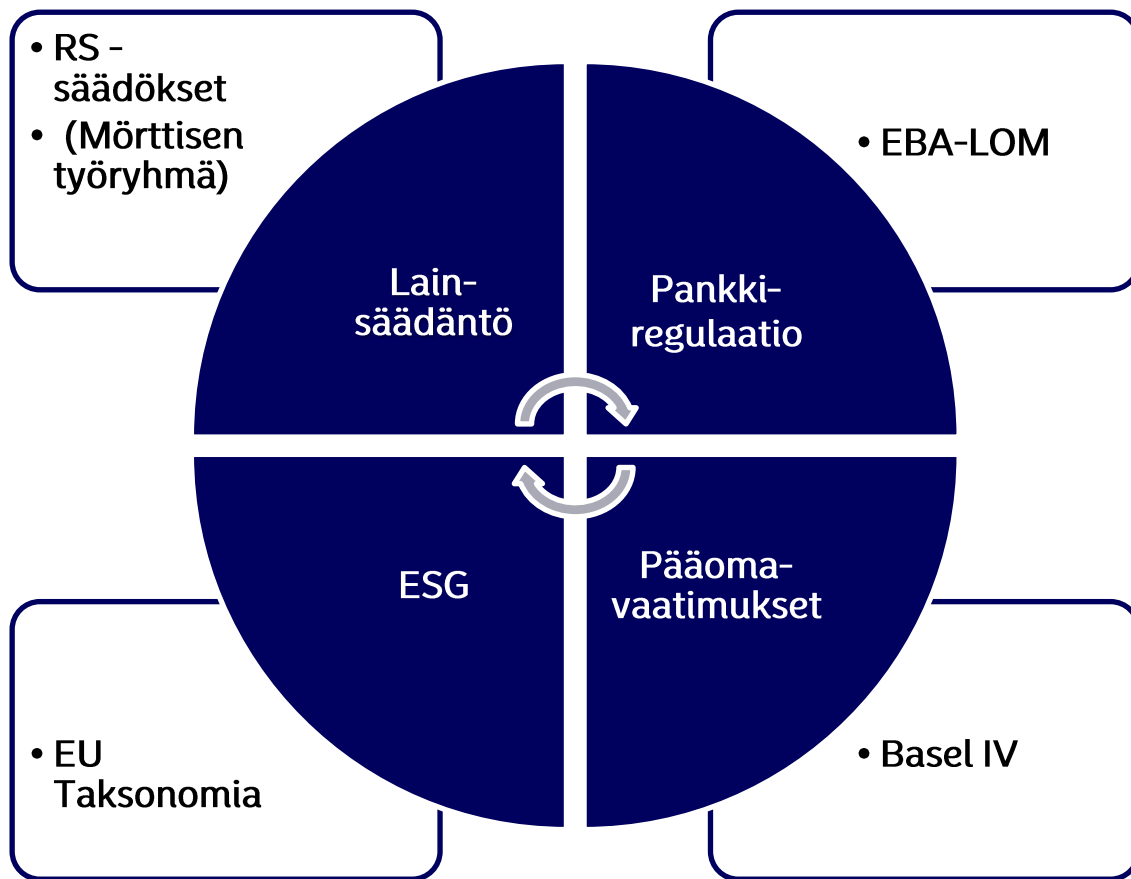 • RS -
säädökset
• (Mörttisen
työryhmä)
• EBA-LOM
Lain-
säädäntö
Pankki-
regulaatio
ESG
Pääoma-
vaatimukset
• EU
Taksonomia
• Basel IV